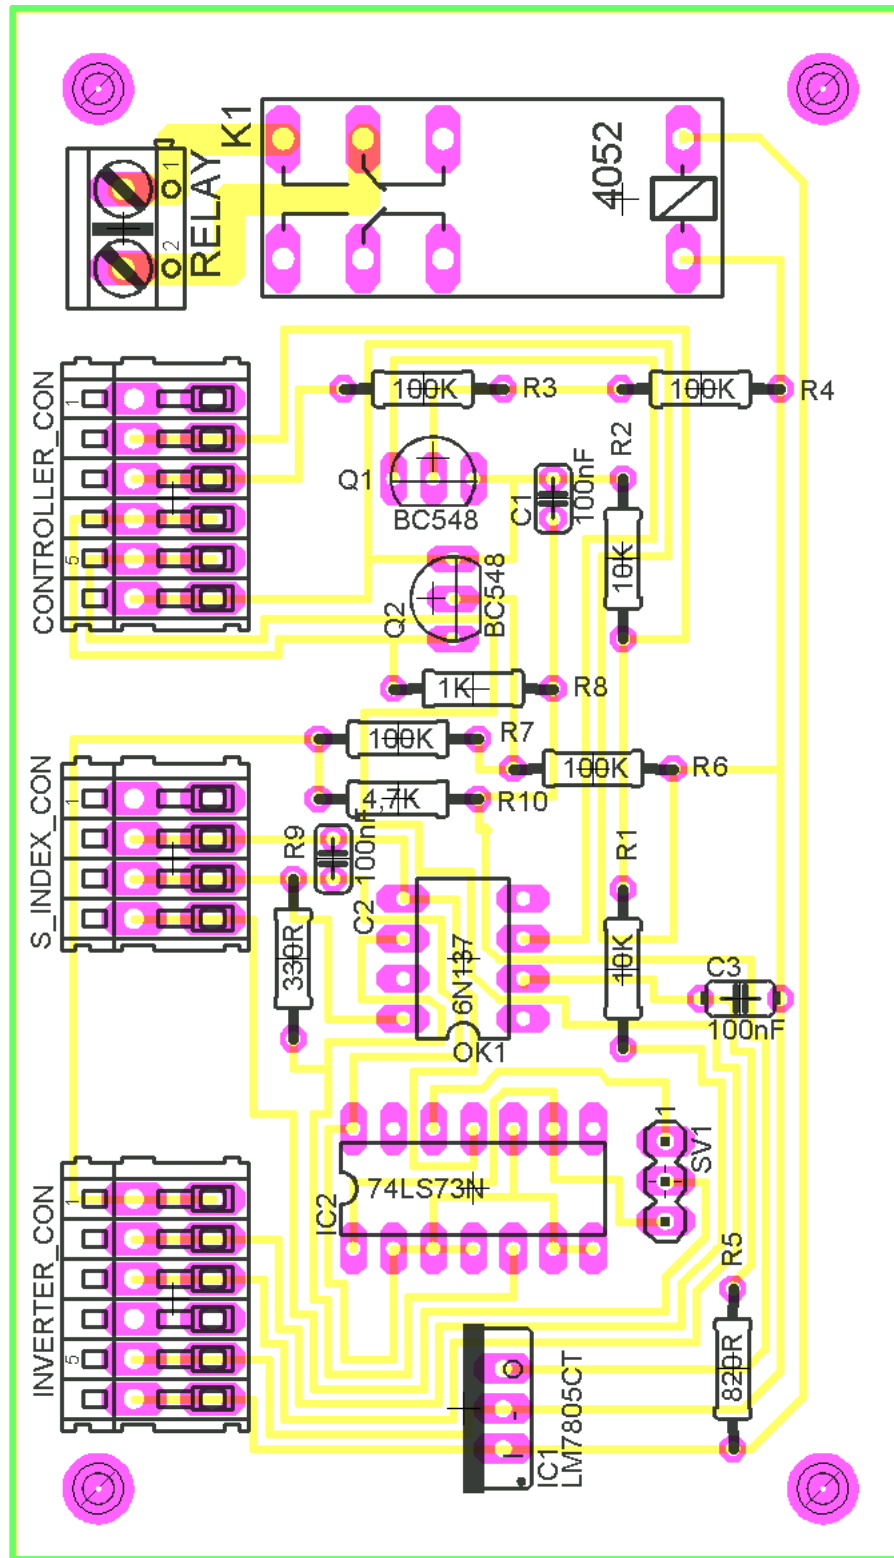 K1
4052
1
2
RELAY
1
5
CONTROLLER_CON
100K
R3
100K
R4
Q1
BC548
C1
100nF
R2
10K
Q2
BC548
1K
R8
100K
R7
100K
R6
4,7K
R10
1
S_INDEX_CON
R9
330R
C2
100nF
6N137
OK1
R1
10K
C3
100nF
1
SV1
74LS73N
IC2
1
5
INVERTER_CON
R5
820R
O
-
I
IC1
LM7805CT